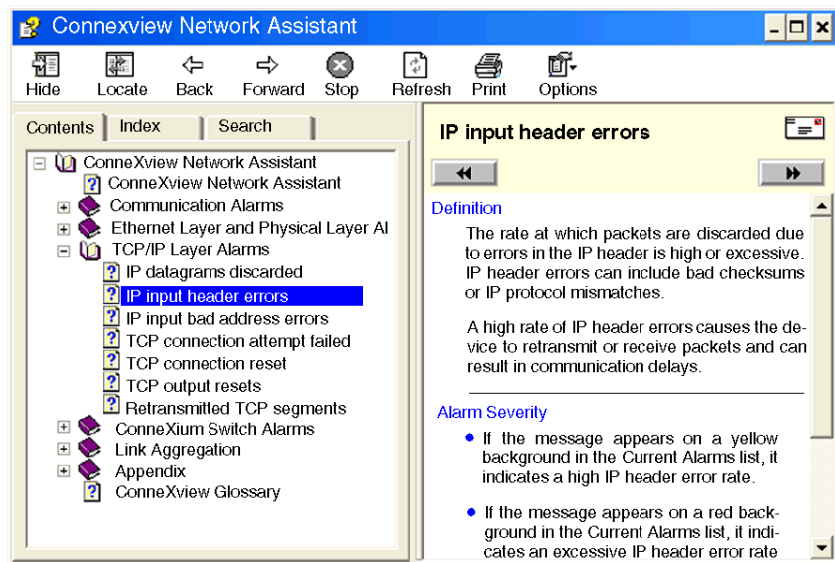 Connexview Network Assistant
Hide Locate Back Forward Stop Refresh Print Options
Contents Index Search
ConneXview Network Assistant
ConneXview Network Assistant
Communication Alarms
Ethernet Layer and Physical Layer Al
TCP/IP Layer Alarms
IP datagrams discarded
IP input header errors
IP input bad address errors
TCP connection attempt failed
TCP connection reset
TCP output resets
Retransmitted TCP segments
ConneXium Switch Alarms
Link Aggregation
Appendix
ConneXview Glossary
IP input header errors
Definition
The rate at which packets are discarded due
to errors in the IP header is high or excessive.
IP header errors can include bad checksums
or IP protocol mismatches.
A high rate of IP header errors causes the de-
vice to retransmit or receive packets and can
result in communication delays.
Alarm Severity
If the message appears on a yellow
background in the Current Alarms list, it
indicates a high IP header error rate.
If the message appears on a red back-
ground in the Current Alarms list, it indi-
cates an excessive IP header error rate